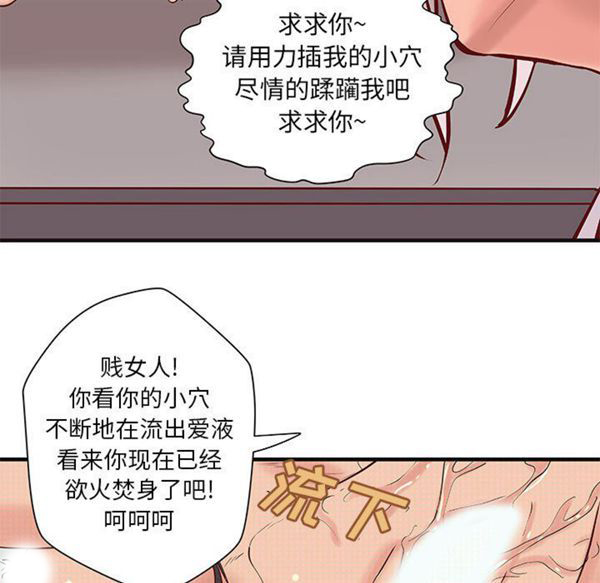 求求你~
请用力插我的小穴
尽情的蹂躏我吧
求求你~
贱女人!
你看你的小穴
不断地在流出爱液
看来你现在已经
欲火焚身了吧!
呵呵呵
流下